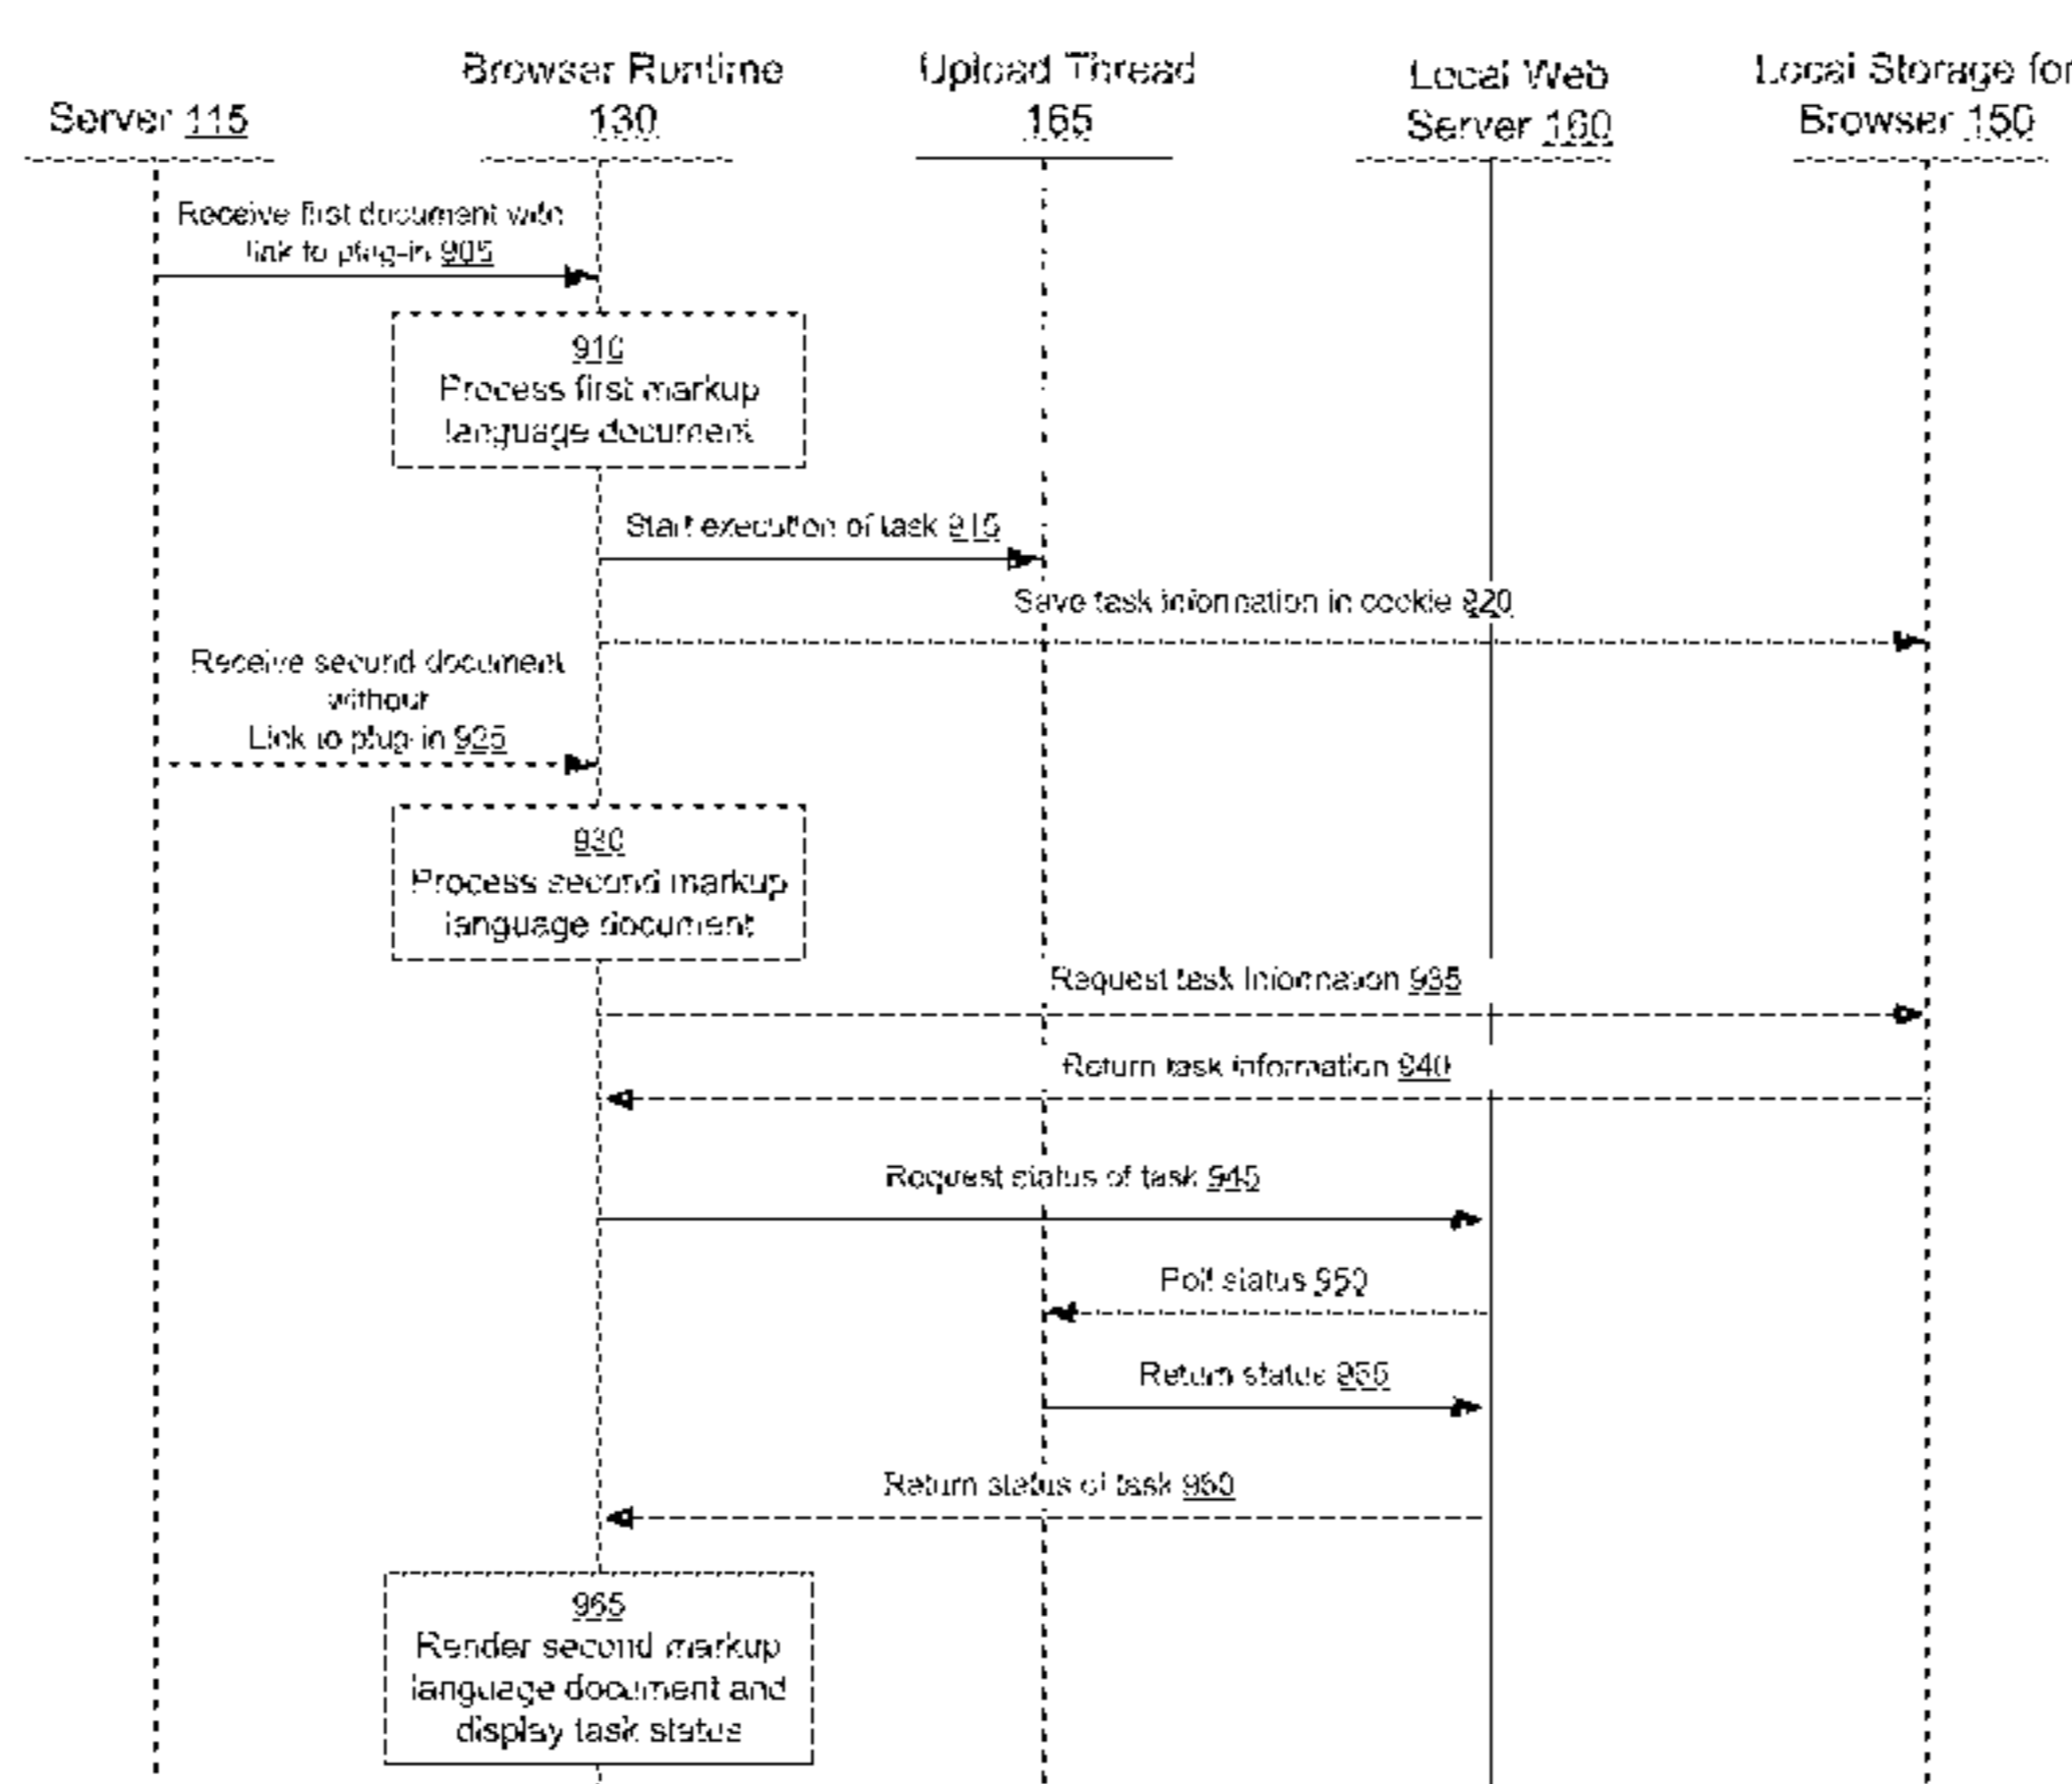 Server 115
Browser Runtime
130
Upload Thread
165
Local Web
Server 160
Local Storage for
Browser 150
Receive first document with
link to plug-in 905
910
Process first markup
language document
Start execution of task 915
Save task information in cookie 920
Receive second document
without
Link to plug-in 925
930
Process second markup
language document
Request task Information 935
Return task information 940
Request status of task 945
Poll status 950
Return status 955
Return status of task 960
965
Render second markup
language document and
display task status